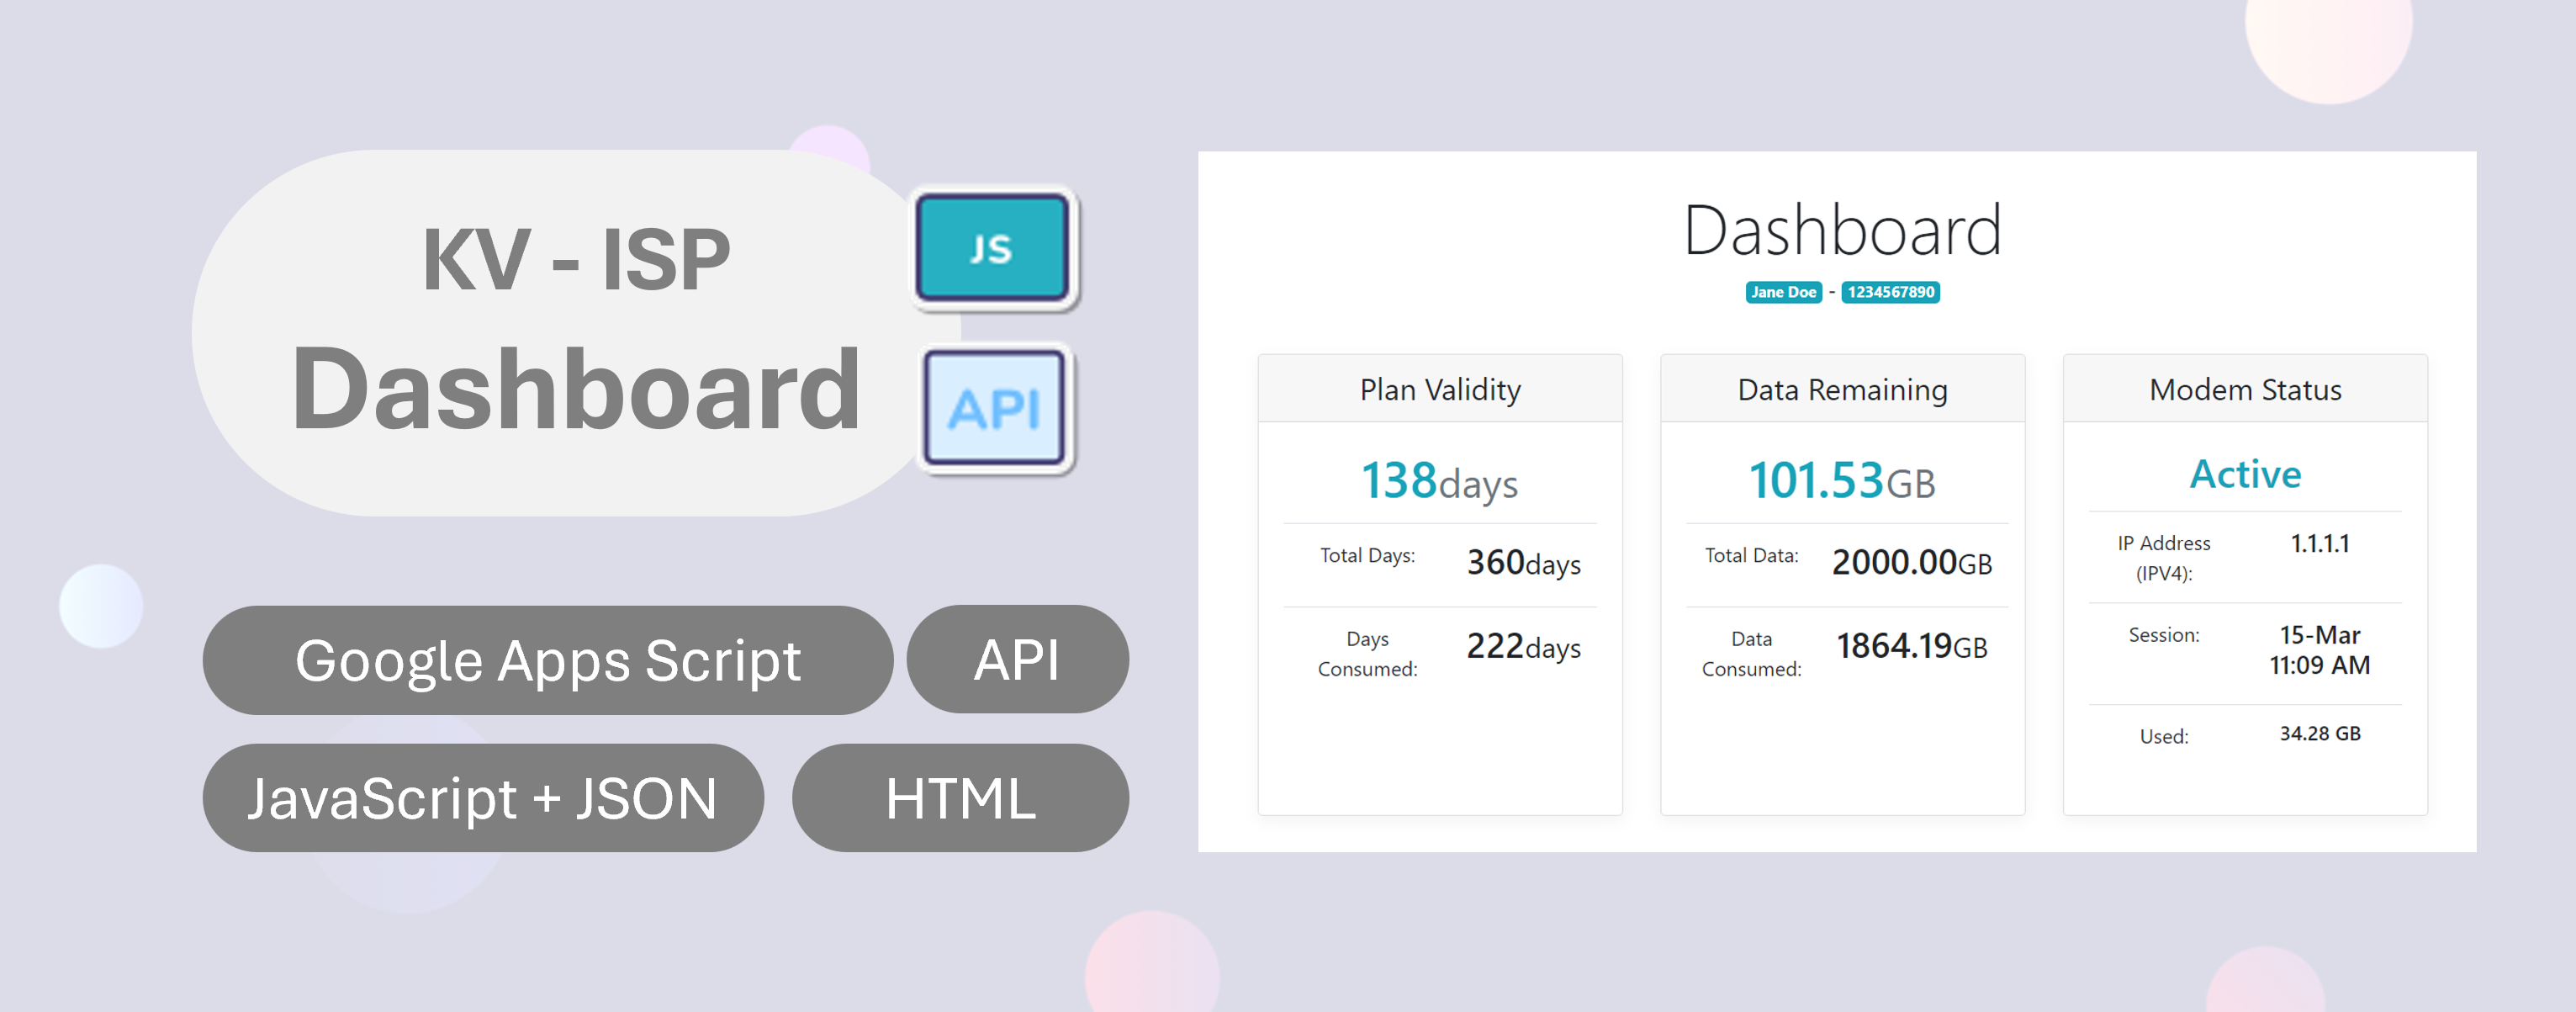 KV - ISP
Dashboard
JS
API
Google Apps Script
API
JavaScript + JSON
HTML
Dashboard
Jane Doe - 1234567890
Plan Validity
138days
Total Days: 360days
Days Consumed: 222days
Data Remaining
101.53GB
Total Data: 2000.00GB
Data Consumed: 1864.19GB
Modem Status
Active
IP Address (IPV4): 1.1.1.1
Session: 15-Mar 11:09 AM
Used: 34.28 GB